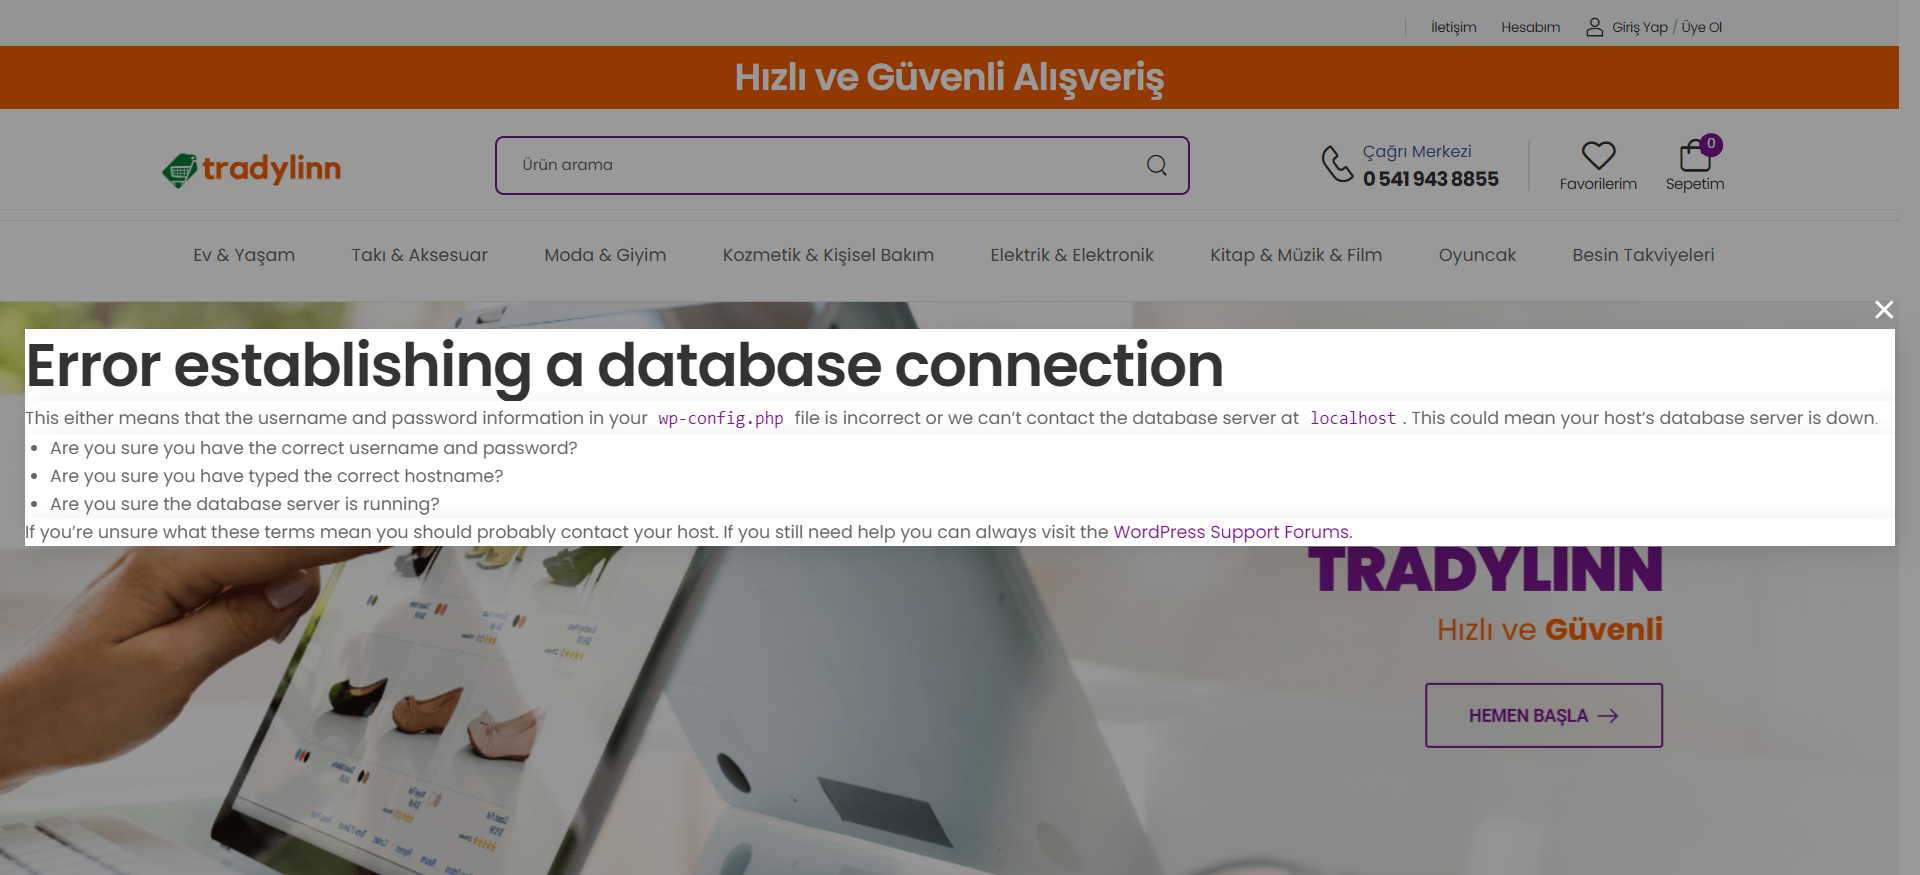 İletişim
Hesabım
Giriş Yap / Üye Ol
Hızlı ve Güvenli Alışveriş
tradylinn
Ürün arama
Çağrı Merkezi
0 541 943 8855
0
Favorilerim
Sepetim
Ev & Yaşam
Takı & Aksesuar
Moda & Giyim
Kozmetik & Kişisel Bakım
Elektrik & Elektronik
Kitap & Müzik & Film
Oyuncak
Besin Takviyeleri
Error establishing a database connection
This either means that the username and password information in your wp-config.php file is incorrect or we can’t contact the database server at localhost. This could mean your host’s database server is down.
Are you sure you have the correct username and password?
Are you sure you have typed the correct hostname?
Are you sure the database server is running?
If you’re unsure what these terms mean you should probably contact your host. If you still need help you can always visit the WordPress Support Forums.
TRADYLINN
Hızlı ve Güvenli
HEMEN BAŞLA